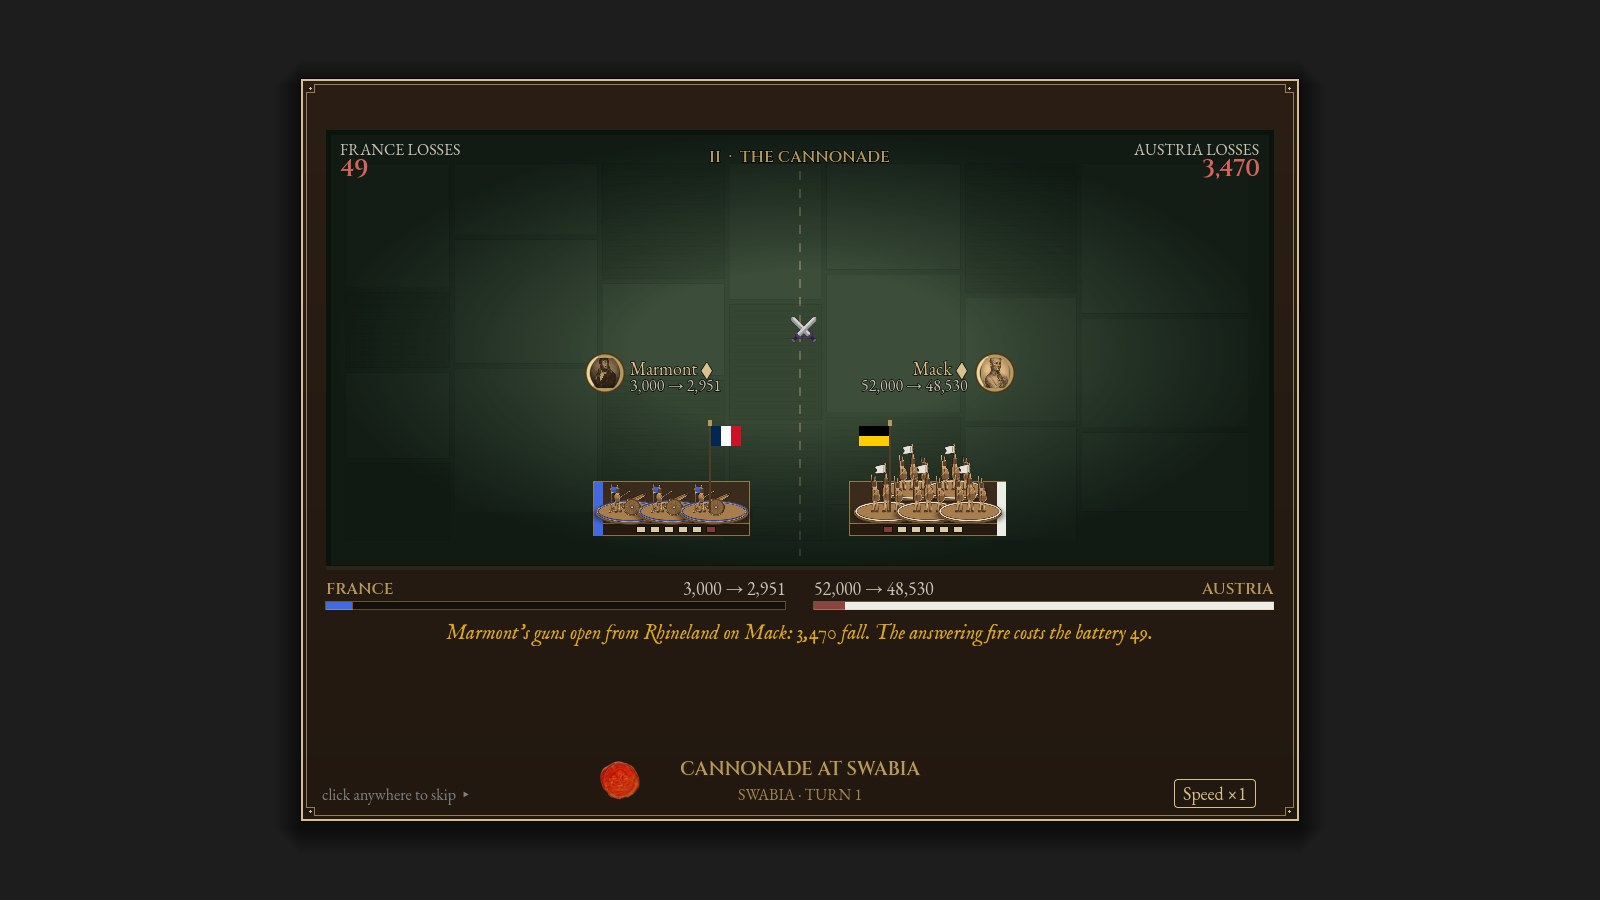 FRANCE LOSSES
49
II · THE CANNONADE
AUSTRIA LOSSES
3,470
Marmont
3,000 → 2,951
Mack
52,000 → 48,530
FRANCE
3,000 → 2,951
52,000 → 48,530
AUSTRIA
Marmont's guns open from Rhineland on Mack: 3,470 fall. The answering fire costs the battery 49.
CANNONADE AT SWABIA
SWABIA · TURN 1
click anywhere to skip ▸
Speed ×1